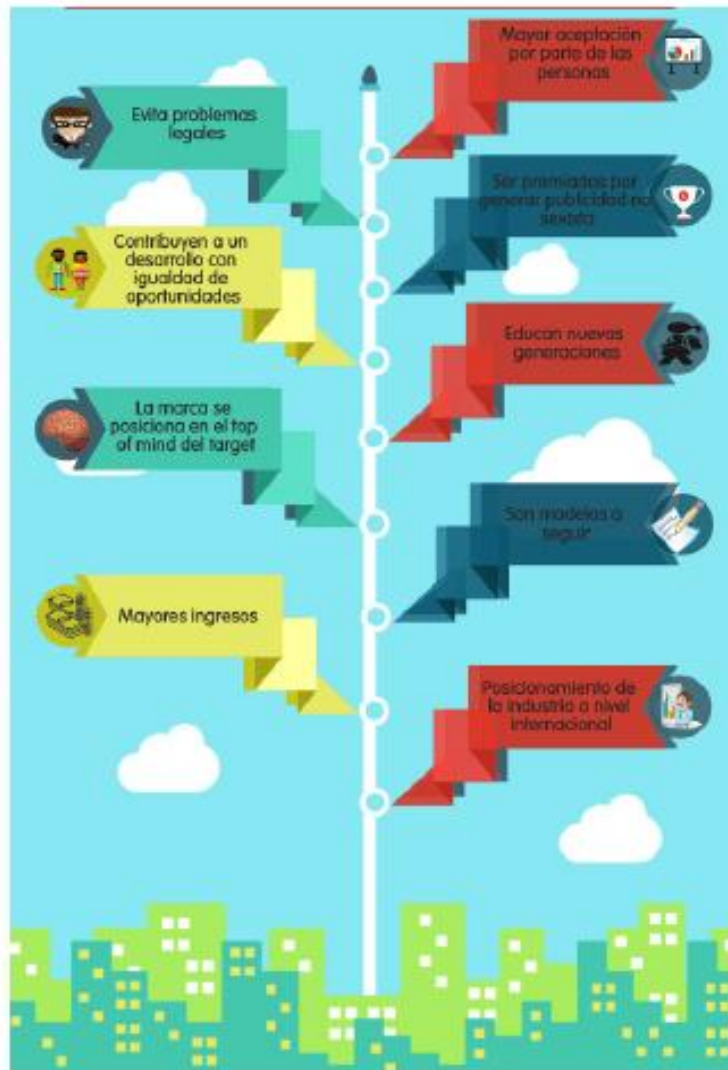 Mayor aceptación
por parte de las
personas
Evita problemas
legales
Ser premiados por
generar publicidad no
sexista
Contribuyen a un
desarrollo con
igualdad de
oportunidades
Educan nuevas
generaciones
La marca se
posiciona en el top
of mind del target
Son modelos a
seguir
Mayores ingresos
Posicionamiento de
la industria a nivel
internacional